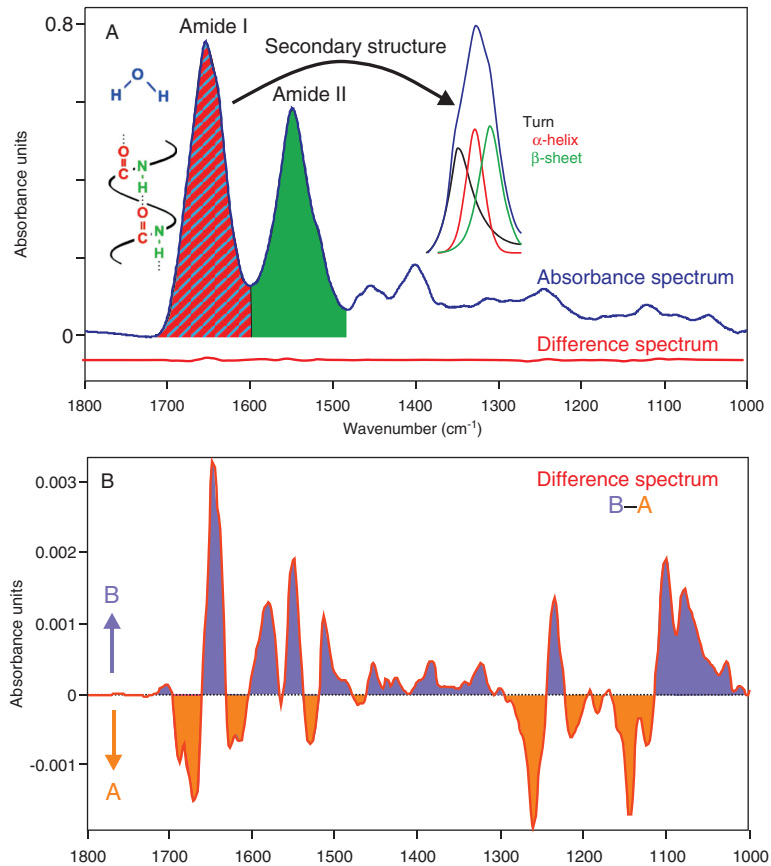 A
Amide I
Secondary structure
Amide II
0.8
0
Absorbance units
H O H
O
C N
H
O
C N
H
Turn
α-helix
β-sheet
Absorbance spectrum
Difference spectrum
1800 1700 1600 1500 1400 1300 1200 1100 1000
Wavenumber (cm⁻¹)
B
Difference spectrum
B–A
0.003
0.002
0.001
0
-0.001
Absorbance units
B
A
1800 1700 1600 1500 1400 1300 1200 1100 1000